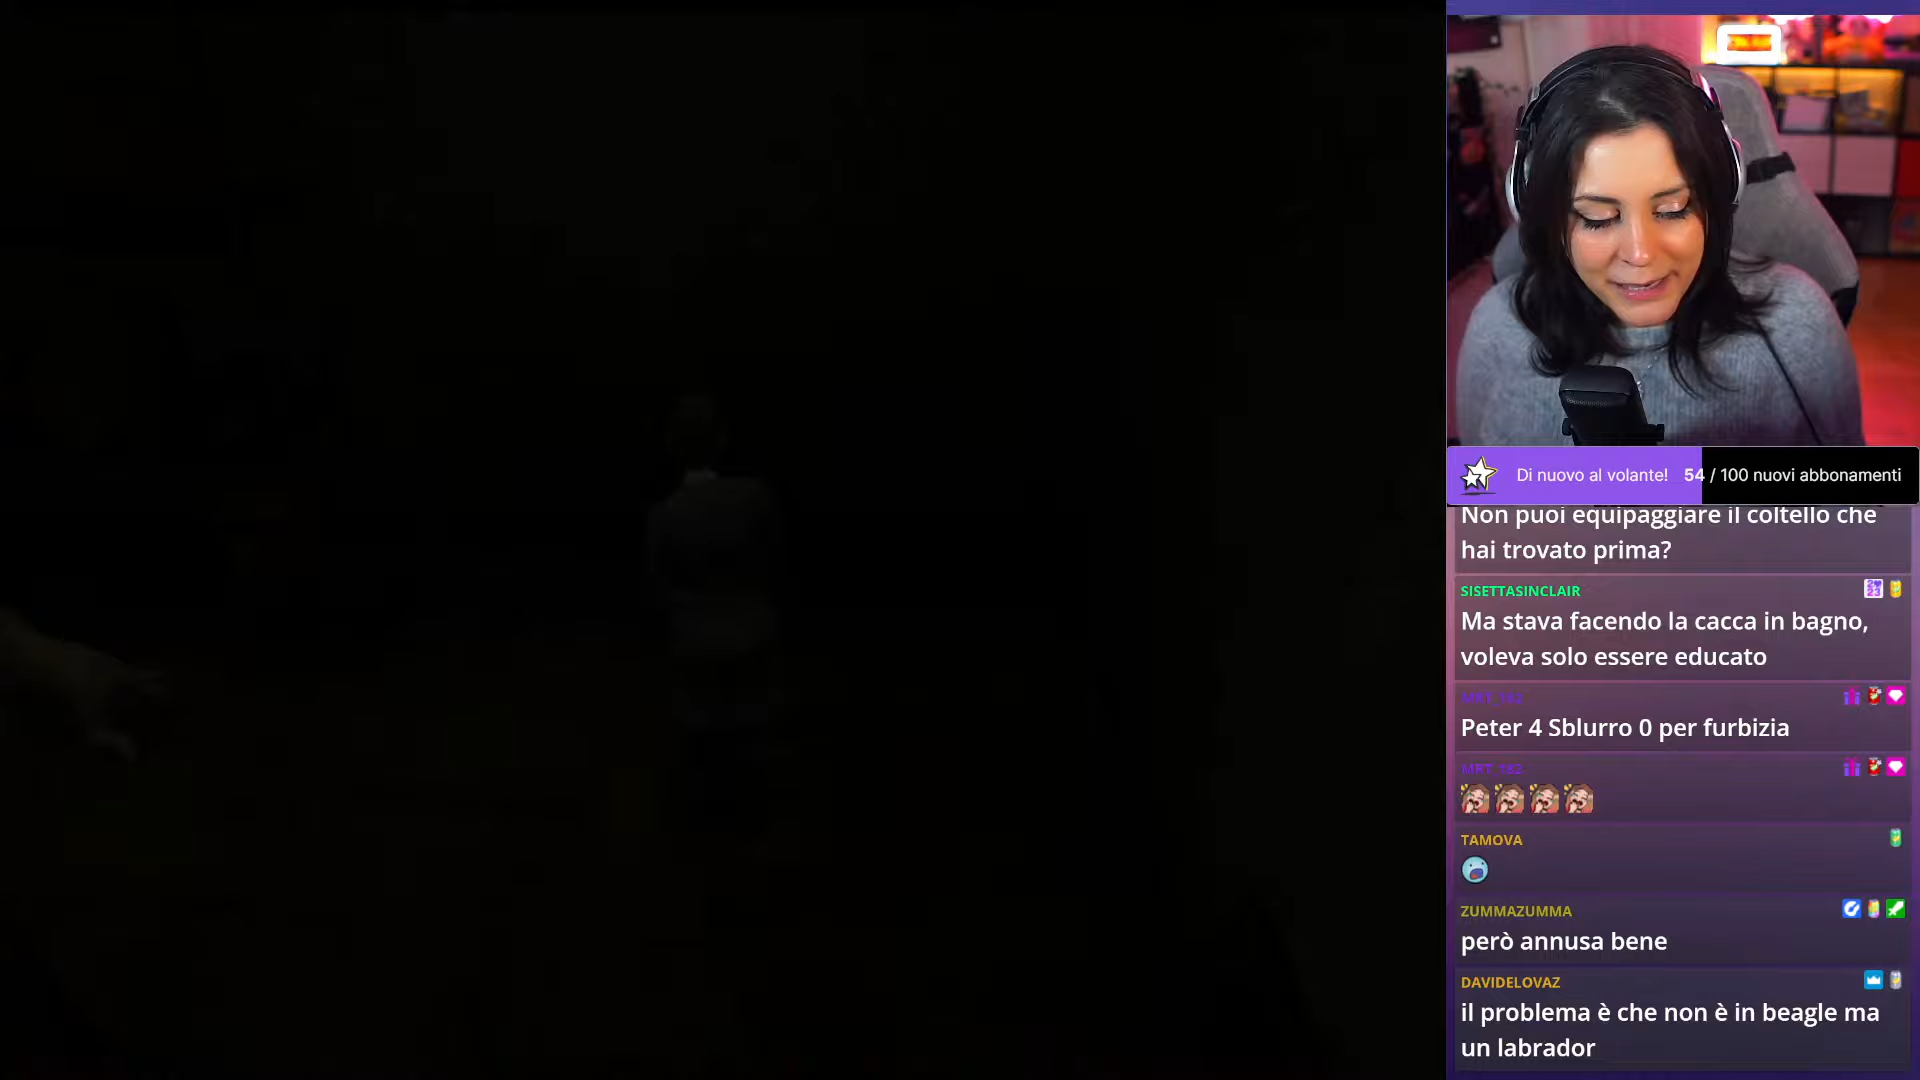 Di nuovo al volante! 54 / 100 nuovi abbonamenti
Non puoi equipaggiare il coltello che
hai trovato prima?
SISETTASINCLAIR
Ma stava facendo la cacca in bagno,
voleva solo essere educato
MRT_182
Peter 4 Sblurro 0 per furbizia
MRT_182
TAMOVA
ZUMMAZUMMA
però annusa bene
DAVIDELOVAZ
il problema è che non è in beagle ma
un labrador